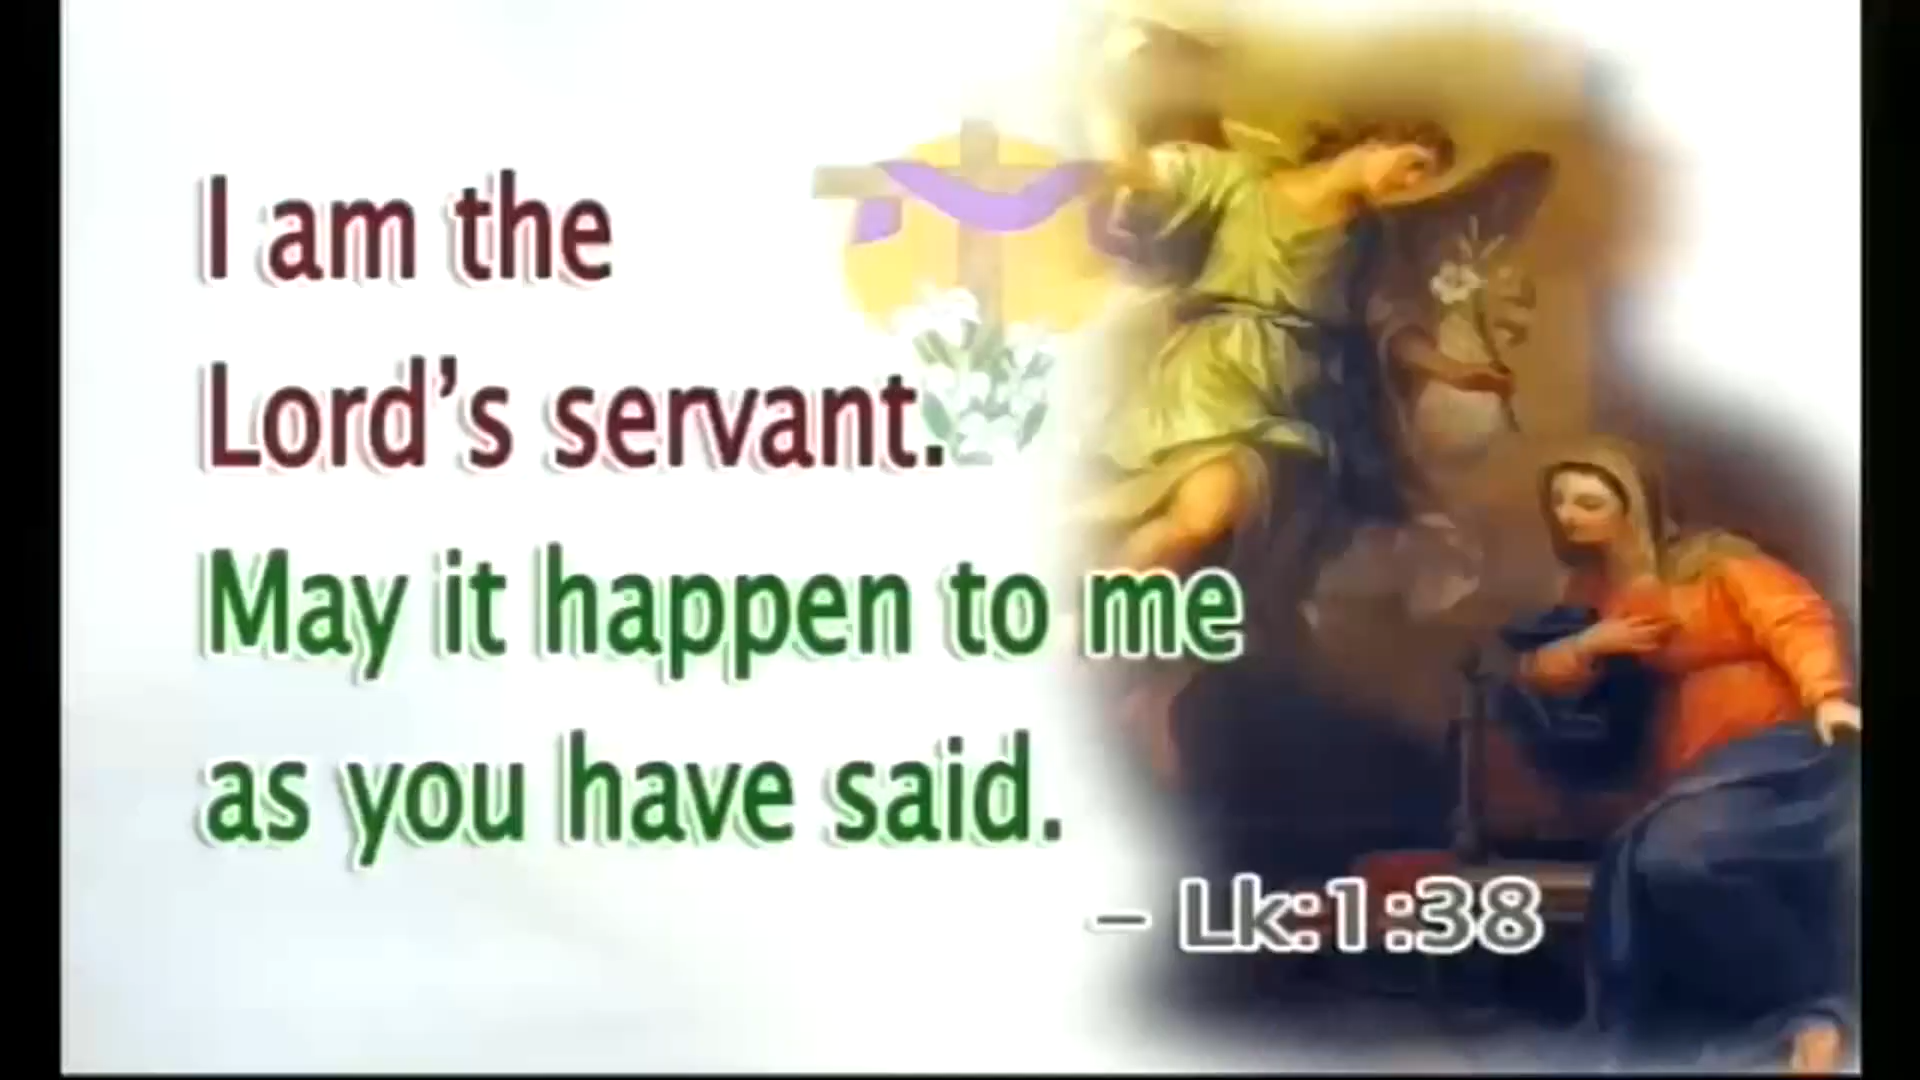 I am the
Lord’s servant.
May it happen to me
as you have said.
– Lk:1:38